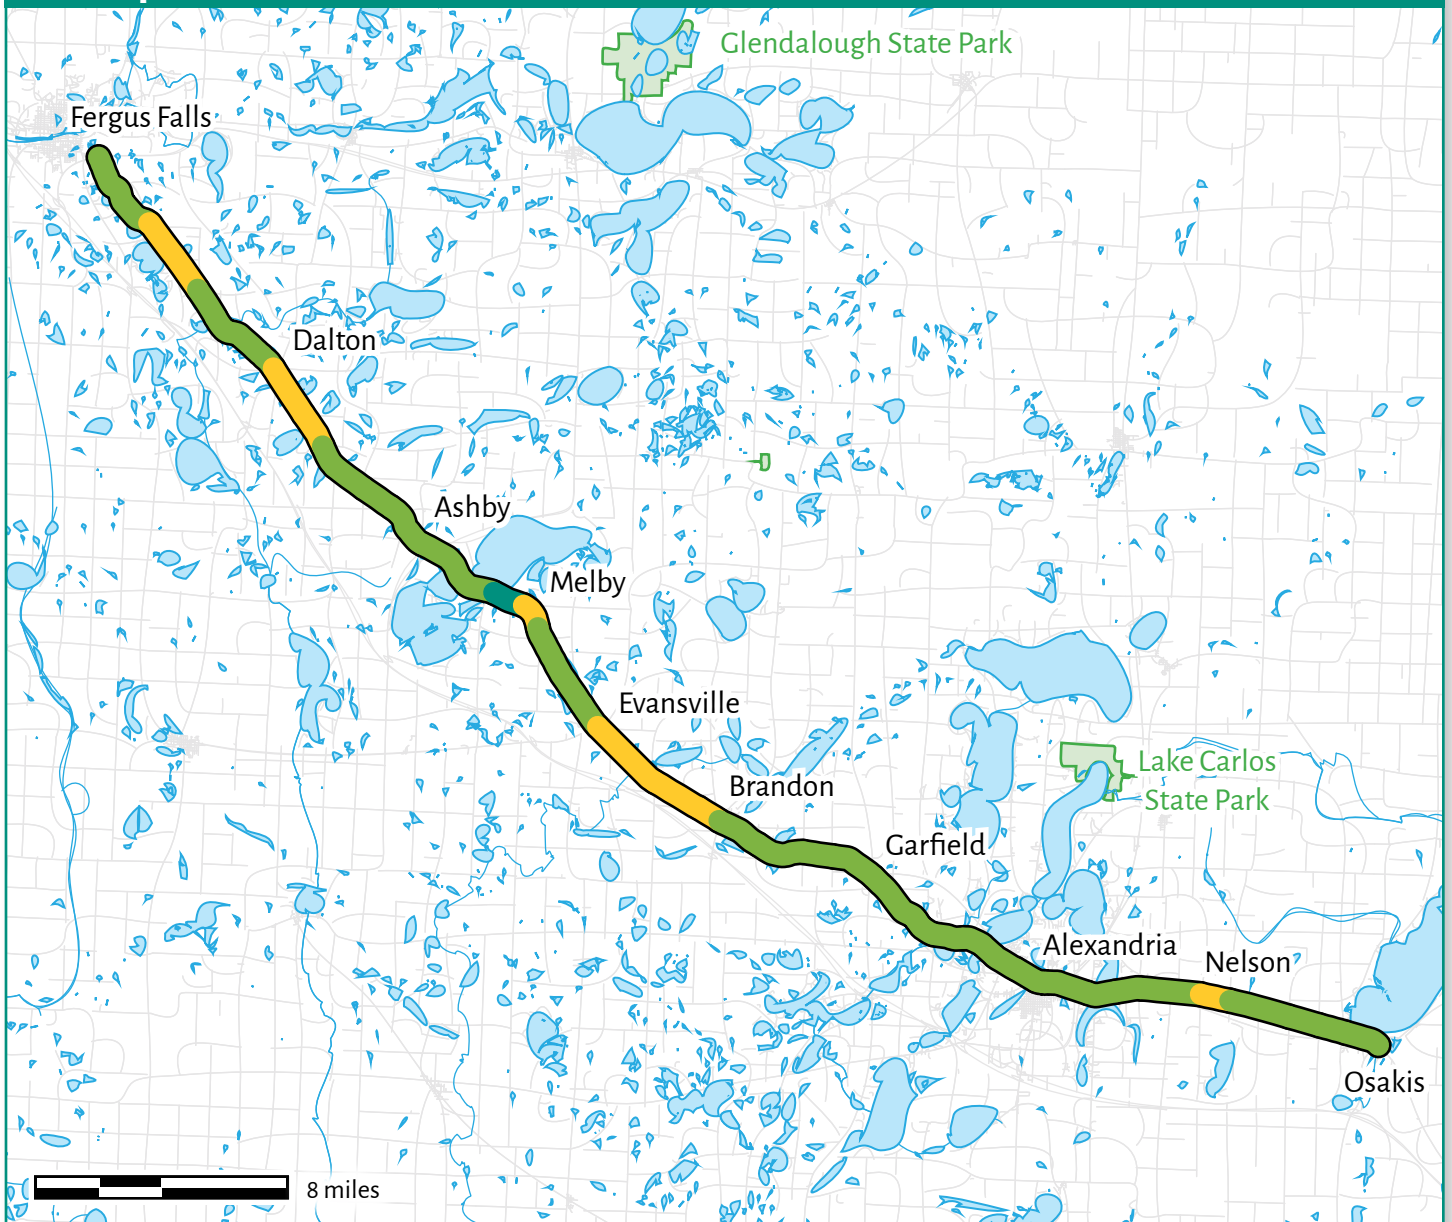 Glendalough State Park
Fergus Falls
Dalton
Ashby
Melby
Evansville
Lake Carlos
State Park
Brandon
Garfield
Alexandria
Nelson
Osakis
8 miles